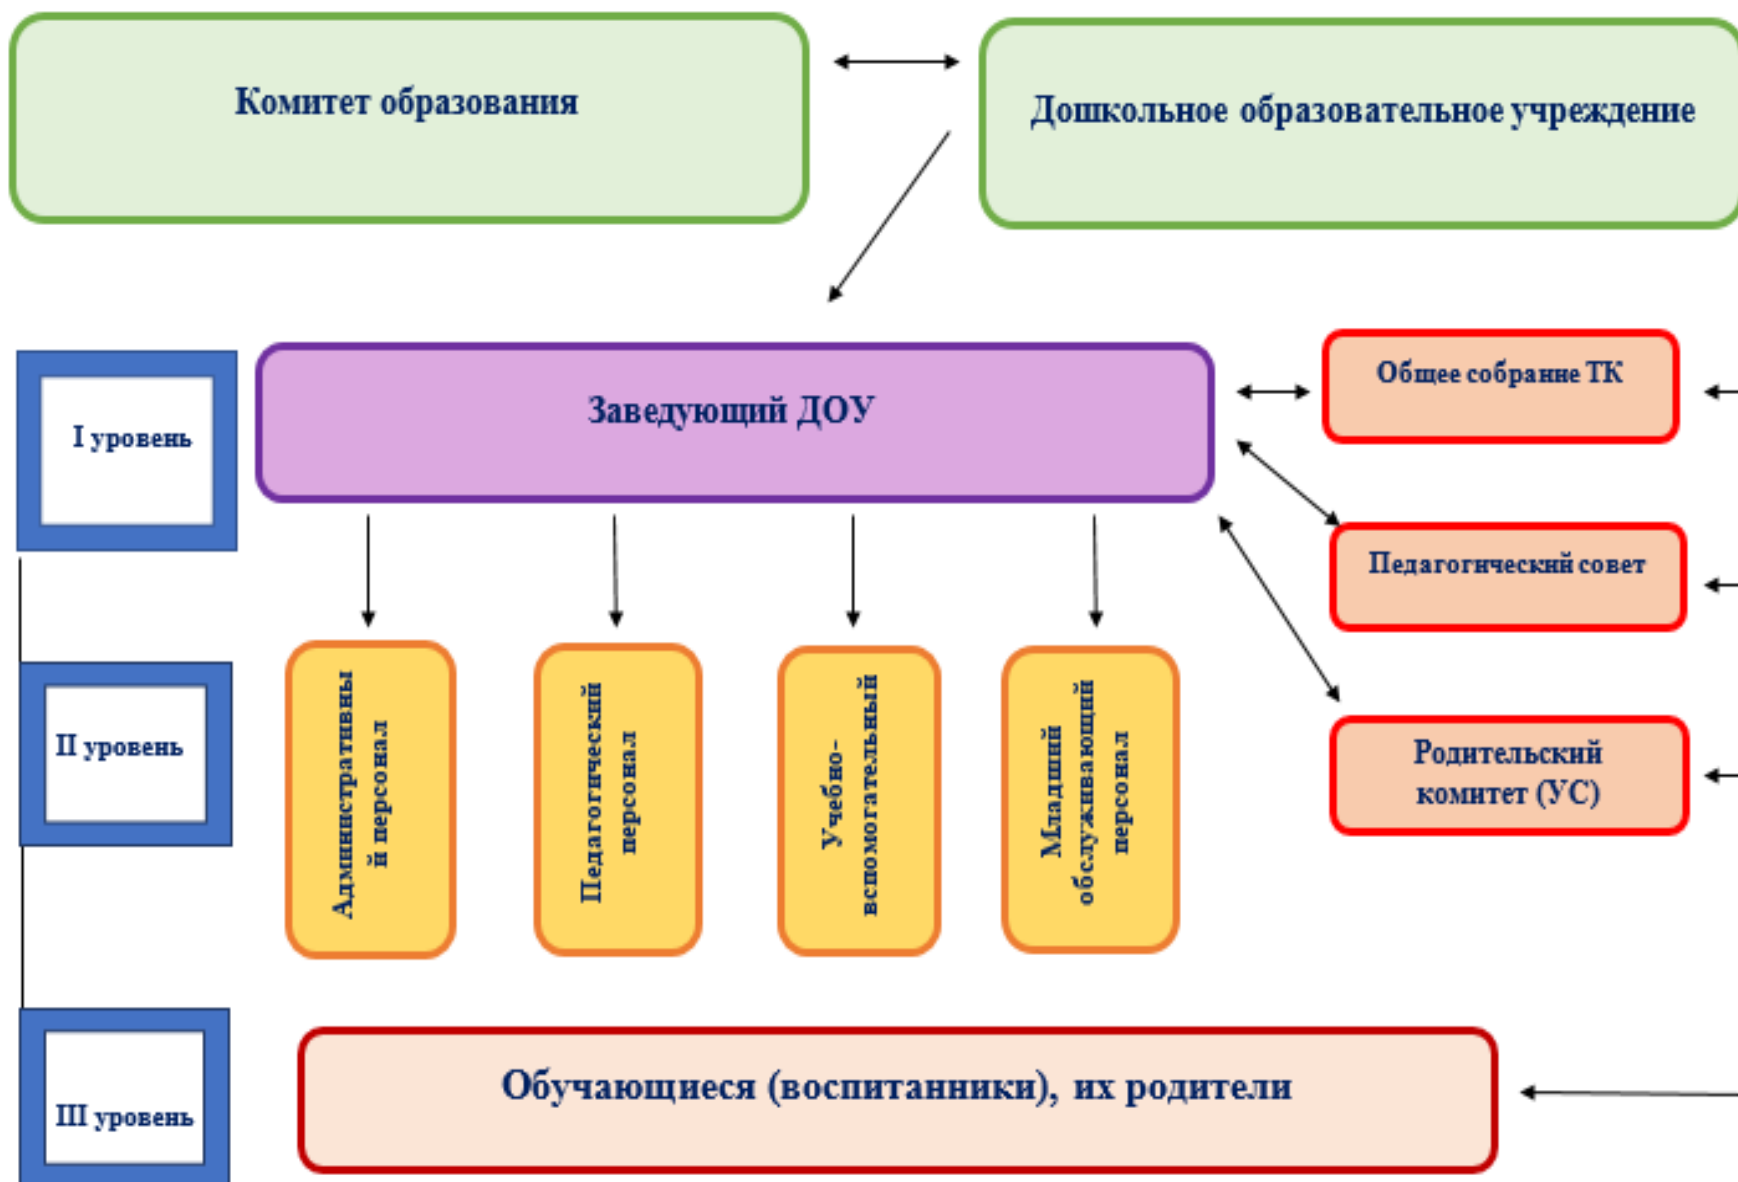 Комитет образования
Дошкольное образовательное учреждение
I уровень
Заведующий ДОУ
Общее собрание ТК
Педагогический совет
Родительский
комитет (УС)
II уровень
Административны
й персонал
Педагогический
персонал
Учебно-
вспомогательный
Младший
обслуживающий
персонал
III уровень
Обучающиеся (воспитанники), их родители